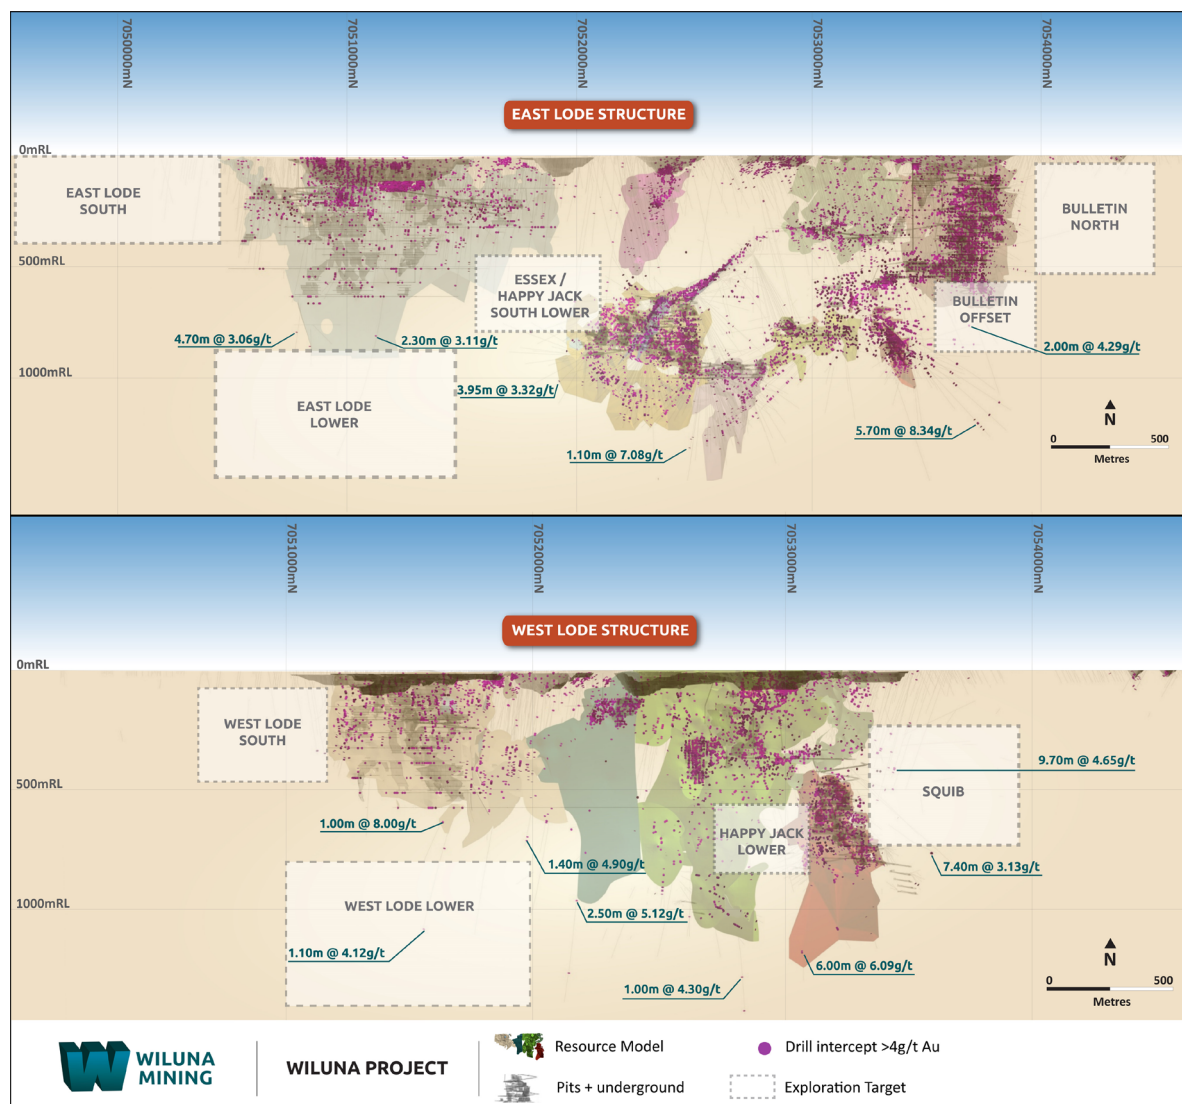 7050000mN
7051000mN
7052000mN
7053000mN
7054000mN
EAST LODE STRUCTURE
0mRL
EAST LODE
SOUTH
BULLETIN
NORTH
500mRL
ESSEX /
HAPPY JACK
SOUTH LOWER
BULLETIN
OFFSET
4.70m @ 3.06g/t
2.30m @ 3.11g/t
2.00m @ 4.29g/t
1000mRL
3.95m @ 3.32g/t
EAST LODE
LOWER
5.70m @ 8.34g/t
1.10m @ 7.08g/t
N
0 500
Metres
7051000mN
7052000mN
7053000mN
7054000mN
WEST LODE STRUCTURE
0mRL
WEST LODE
SOUTH
9.70m @ 4.65g/t
500mRL
SQUIB
1.00m @ 8.00g/t
HAPPY JACK
LOWER
1.40m @ 4.90g/t
7.40m @ 3.13g/t
1000mRL
WEST LODE LOWER
2.50m @ 5.12g/t
1.10m @ 4.12g/t
6.00m @ 6.09g/t
1.00m @ 4.30g/t
N
0 500
Metres
WILUNA
MINING
WILUNA PROJECT
Resource Model
Drill intercept >4g/t Au
Pits + underground
Exploration Target